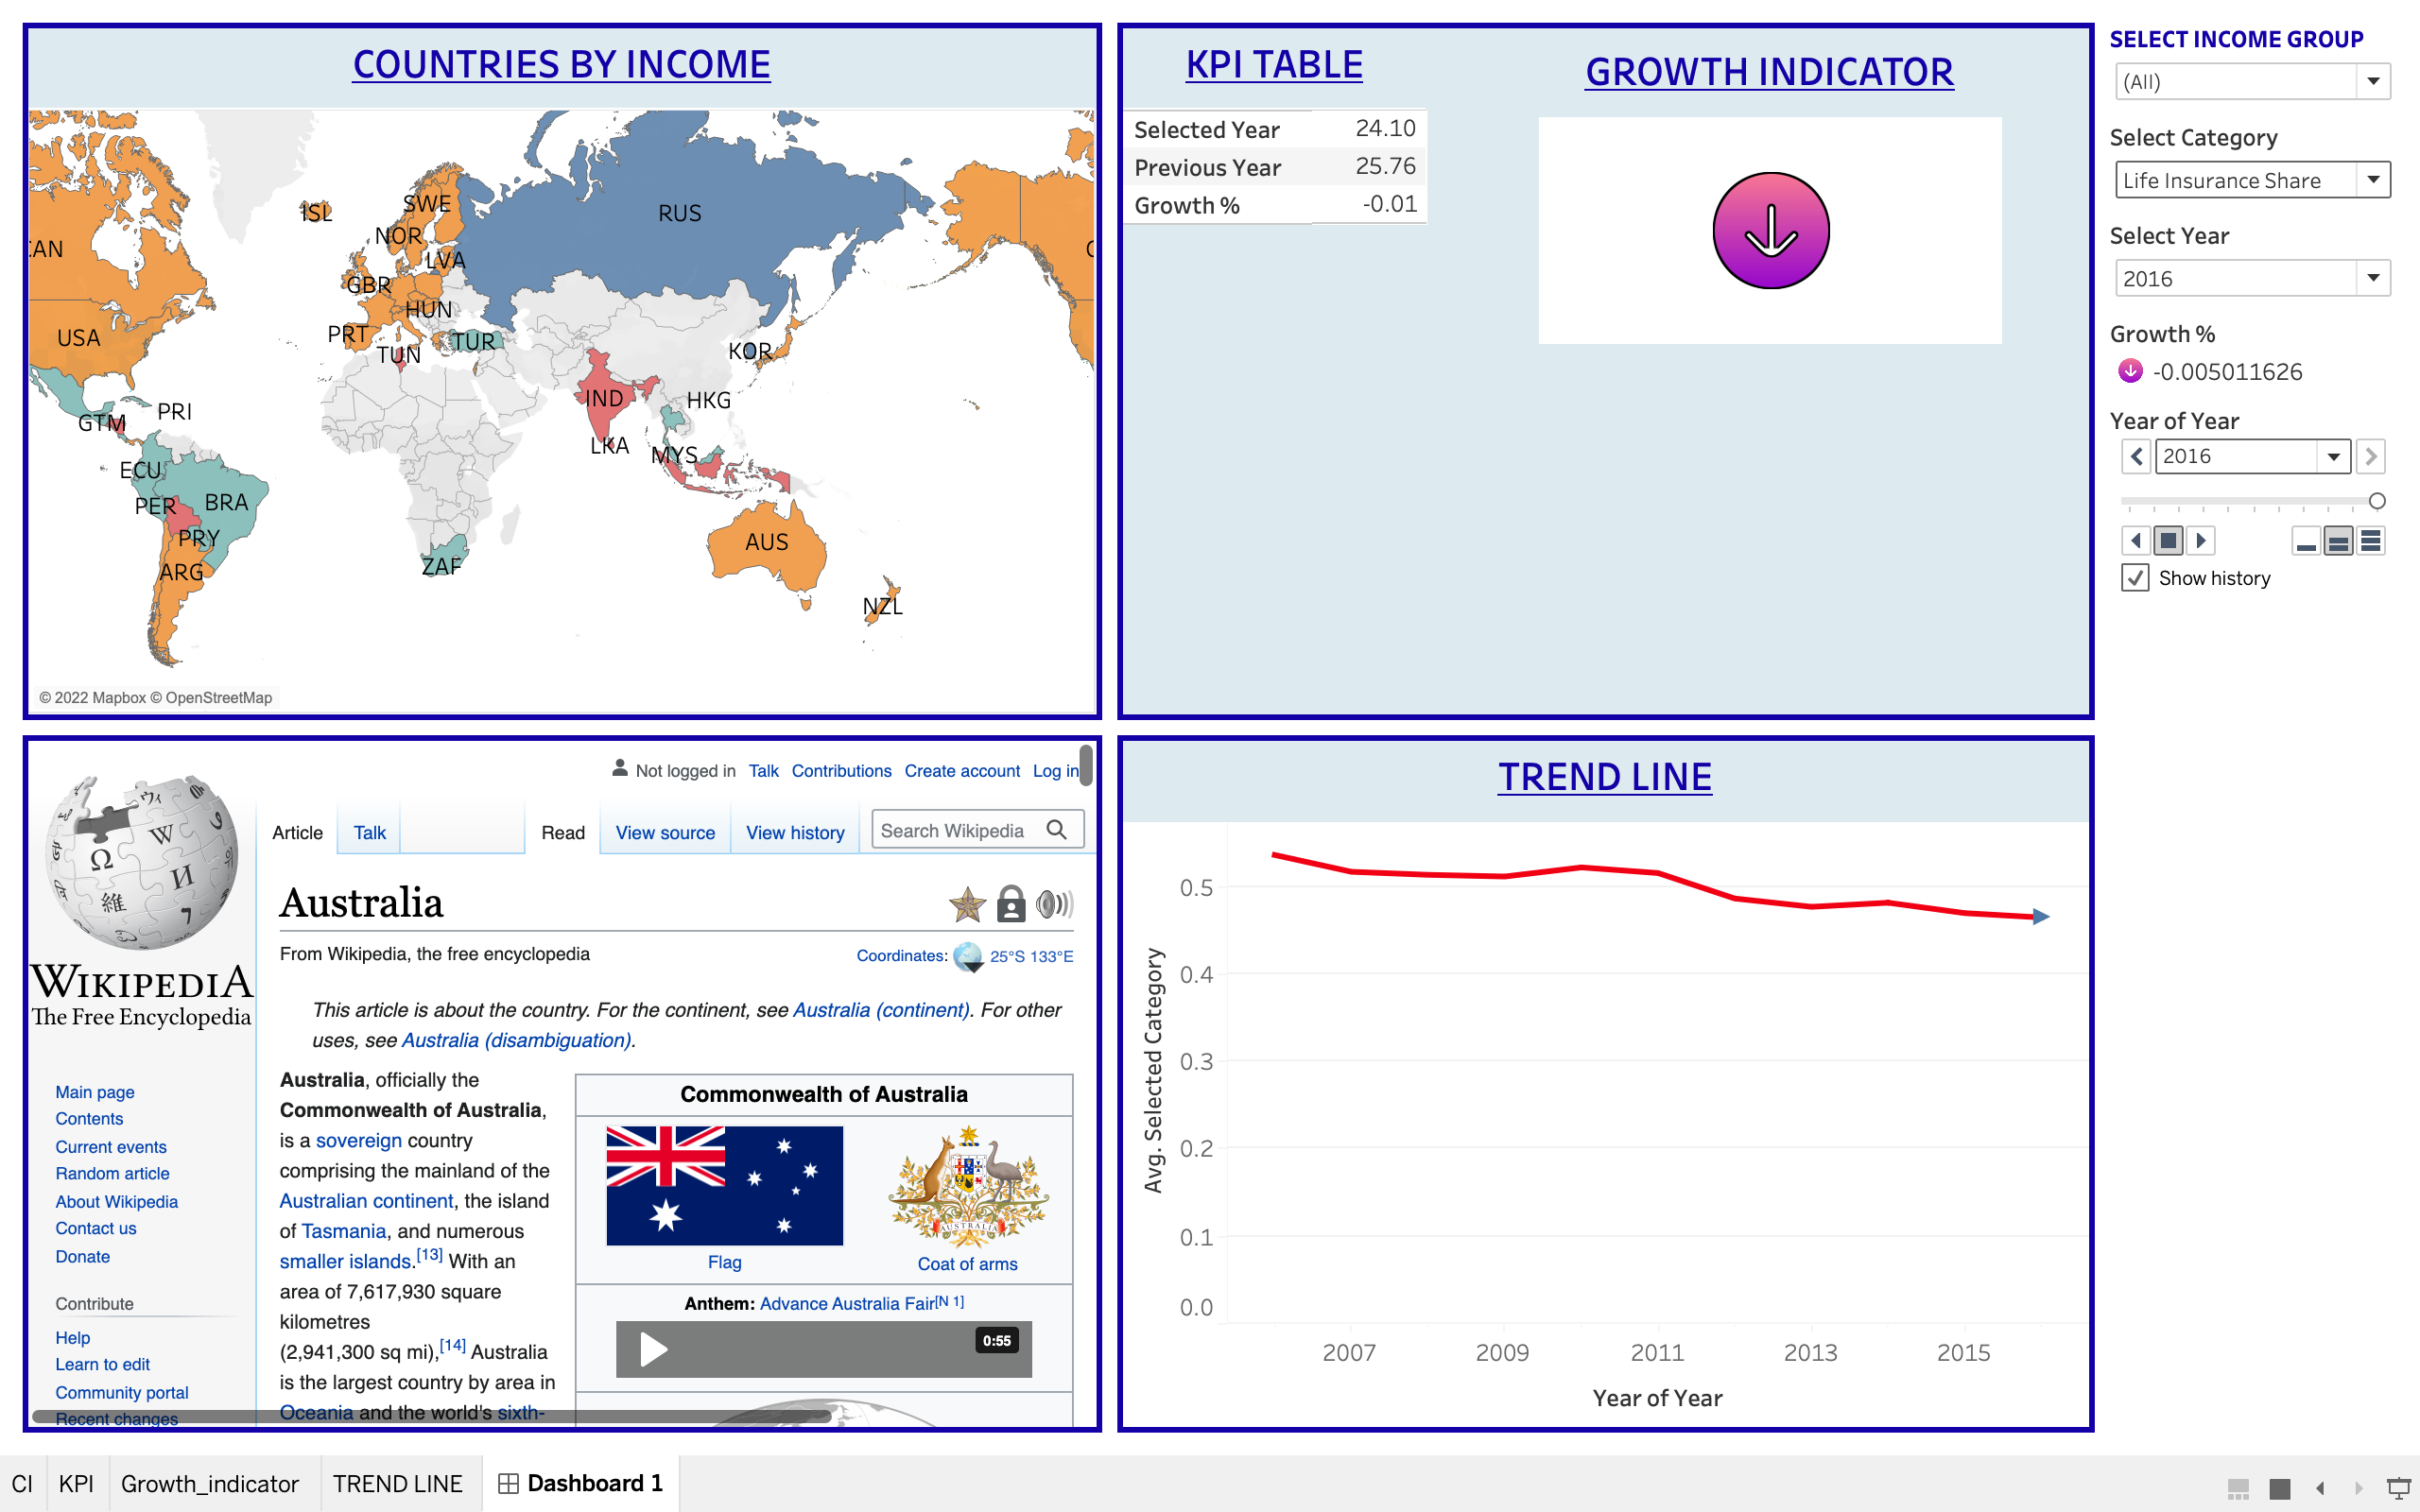 COUNTRIES BY INCOME
CAN
USA
GTM
PRI
ECU
PER
BRA
PRY
ARG
ISL
SWE
NOR
LVA
GBR
HUN
PRT
TUN
TUR
RUS
KOR
IND
HKG
LKA
MYS
ZAF
AUS
NZL
© 2022 Mapbox © OpenStreetMap
KPI TABLE
Selected Year 24.10
Previous Year 25.76
Growth % -0.01
GROWTH INDICATOR
SELECT INCOME GROUP
(All)
Select Category
Life Insurance Share
Select Year
2016
Growth %
-0.005011626
Year of Year
2016
Show history
WIKIPEDIA
The Free Encyclopedia
Main page
Contents
Current events
Random article
About Wikipedia
Contact us
Donate
Contribute
Help
Learn to edit
Community portal
Recent changes
Not logged in Talk Contributions Create account Log in
Article Talk Read View source View history Search Wikipedia
Australia
From Wikipedia, the free encyclopedia
Coordinates: 25°S 133°E
This article is about the country. For the continent, see Australia (continent). For other
uses, see Australia (disambiguation).
Australia, officially the
Commonwealth of Australia,
is a sovereign country
comprising the mainland of the
Australian continent, the island
of Tasmania, and numerous
smaller islands.[13] With an
area of 7,617,930 square
kilometres
(2,941,300 sq mi),[14] Australia
is the largest country by area in
Oceania and the world's sixth-
Commonwealth of Australia
AUSTRALIA
Flag
Coat of arms
Anthem: Advance Australia Fair[N 1]
0:55
TREND LINE
Avg. Selected Category
0.5
0.4
0.3
0.2
0.1
0.0
2007 2009 2011 2013 2015
Year of Year
CI KPI Growth_indicator TREND LINE Dashboard 1